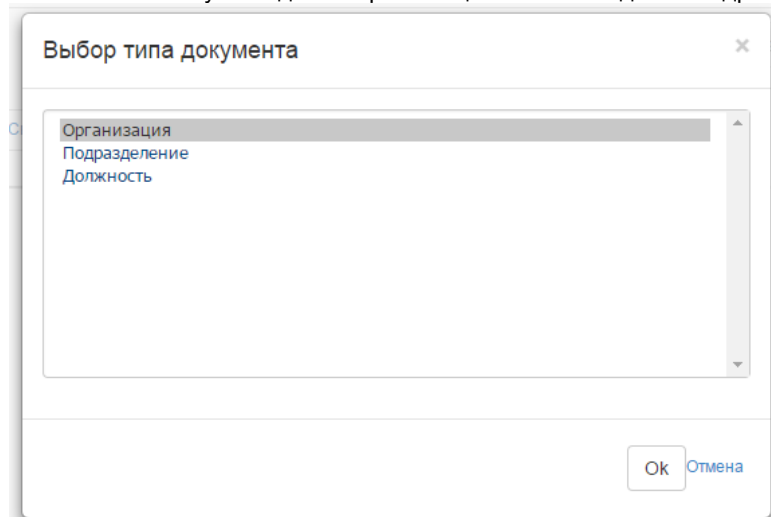 Выбор типа документа
×
Организация
Подразделение
Должность
Ok Отмена